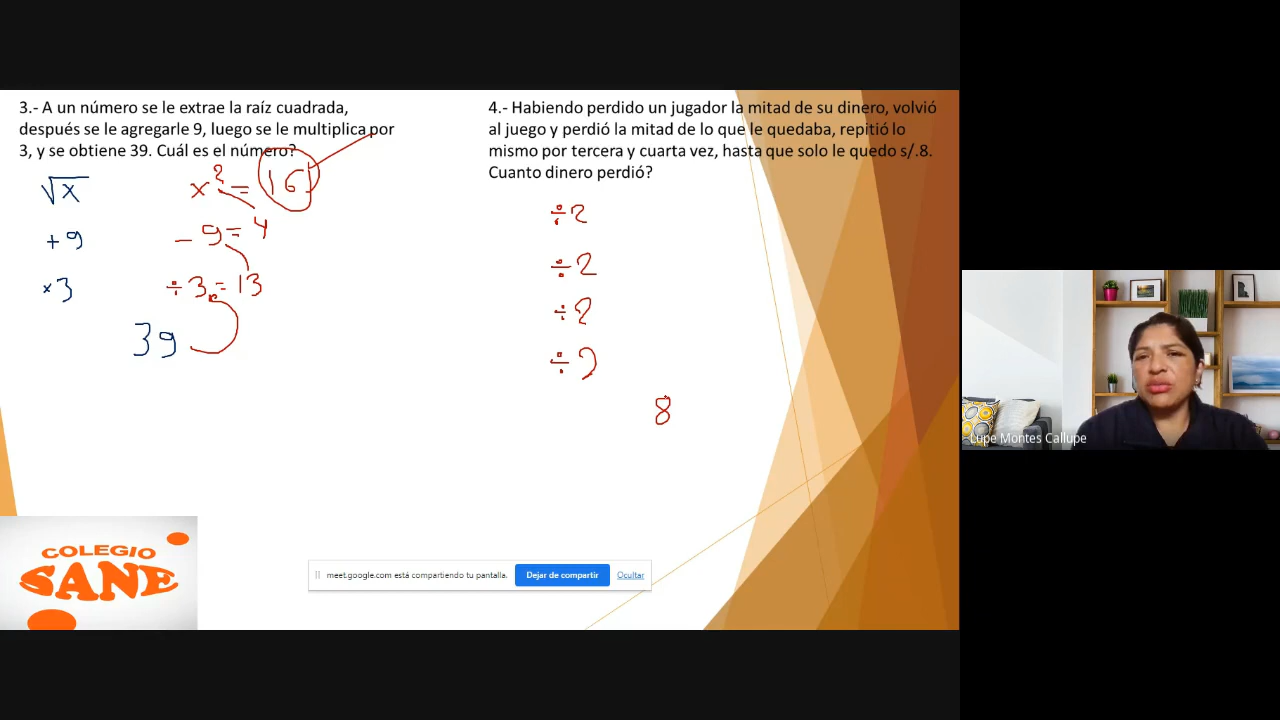 3.- A un número se le extrae la raíz cuadrada,
después se le agregarle 9, luego se le multiplica por
3, y se obtiene 39. Cuál es el número?
√x
+ 9
× 3
39
x² = 16
- 9 = 4
÷ 3 = 13
4.- Habiendo perdido un jugador la mitad de su dinero, volvió
al juego y perdió la mitad de lo que le quedaba, repitió lo
mismo por tercera y cuarta vez, hasta que solo le quedo s/.8.
Cuanto dinero perdió?
÷2
÷2
÷2
÷2
8
Lupe Montes Callupe
COLEGIO
SANE
meet.google.com está compartiendo tu pantalla.
Dejar de compartir
Ocultar